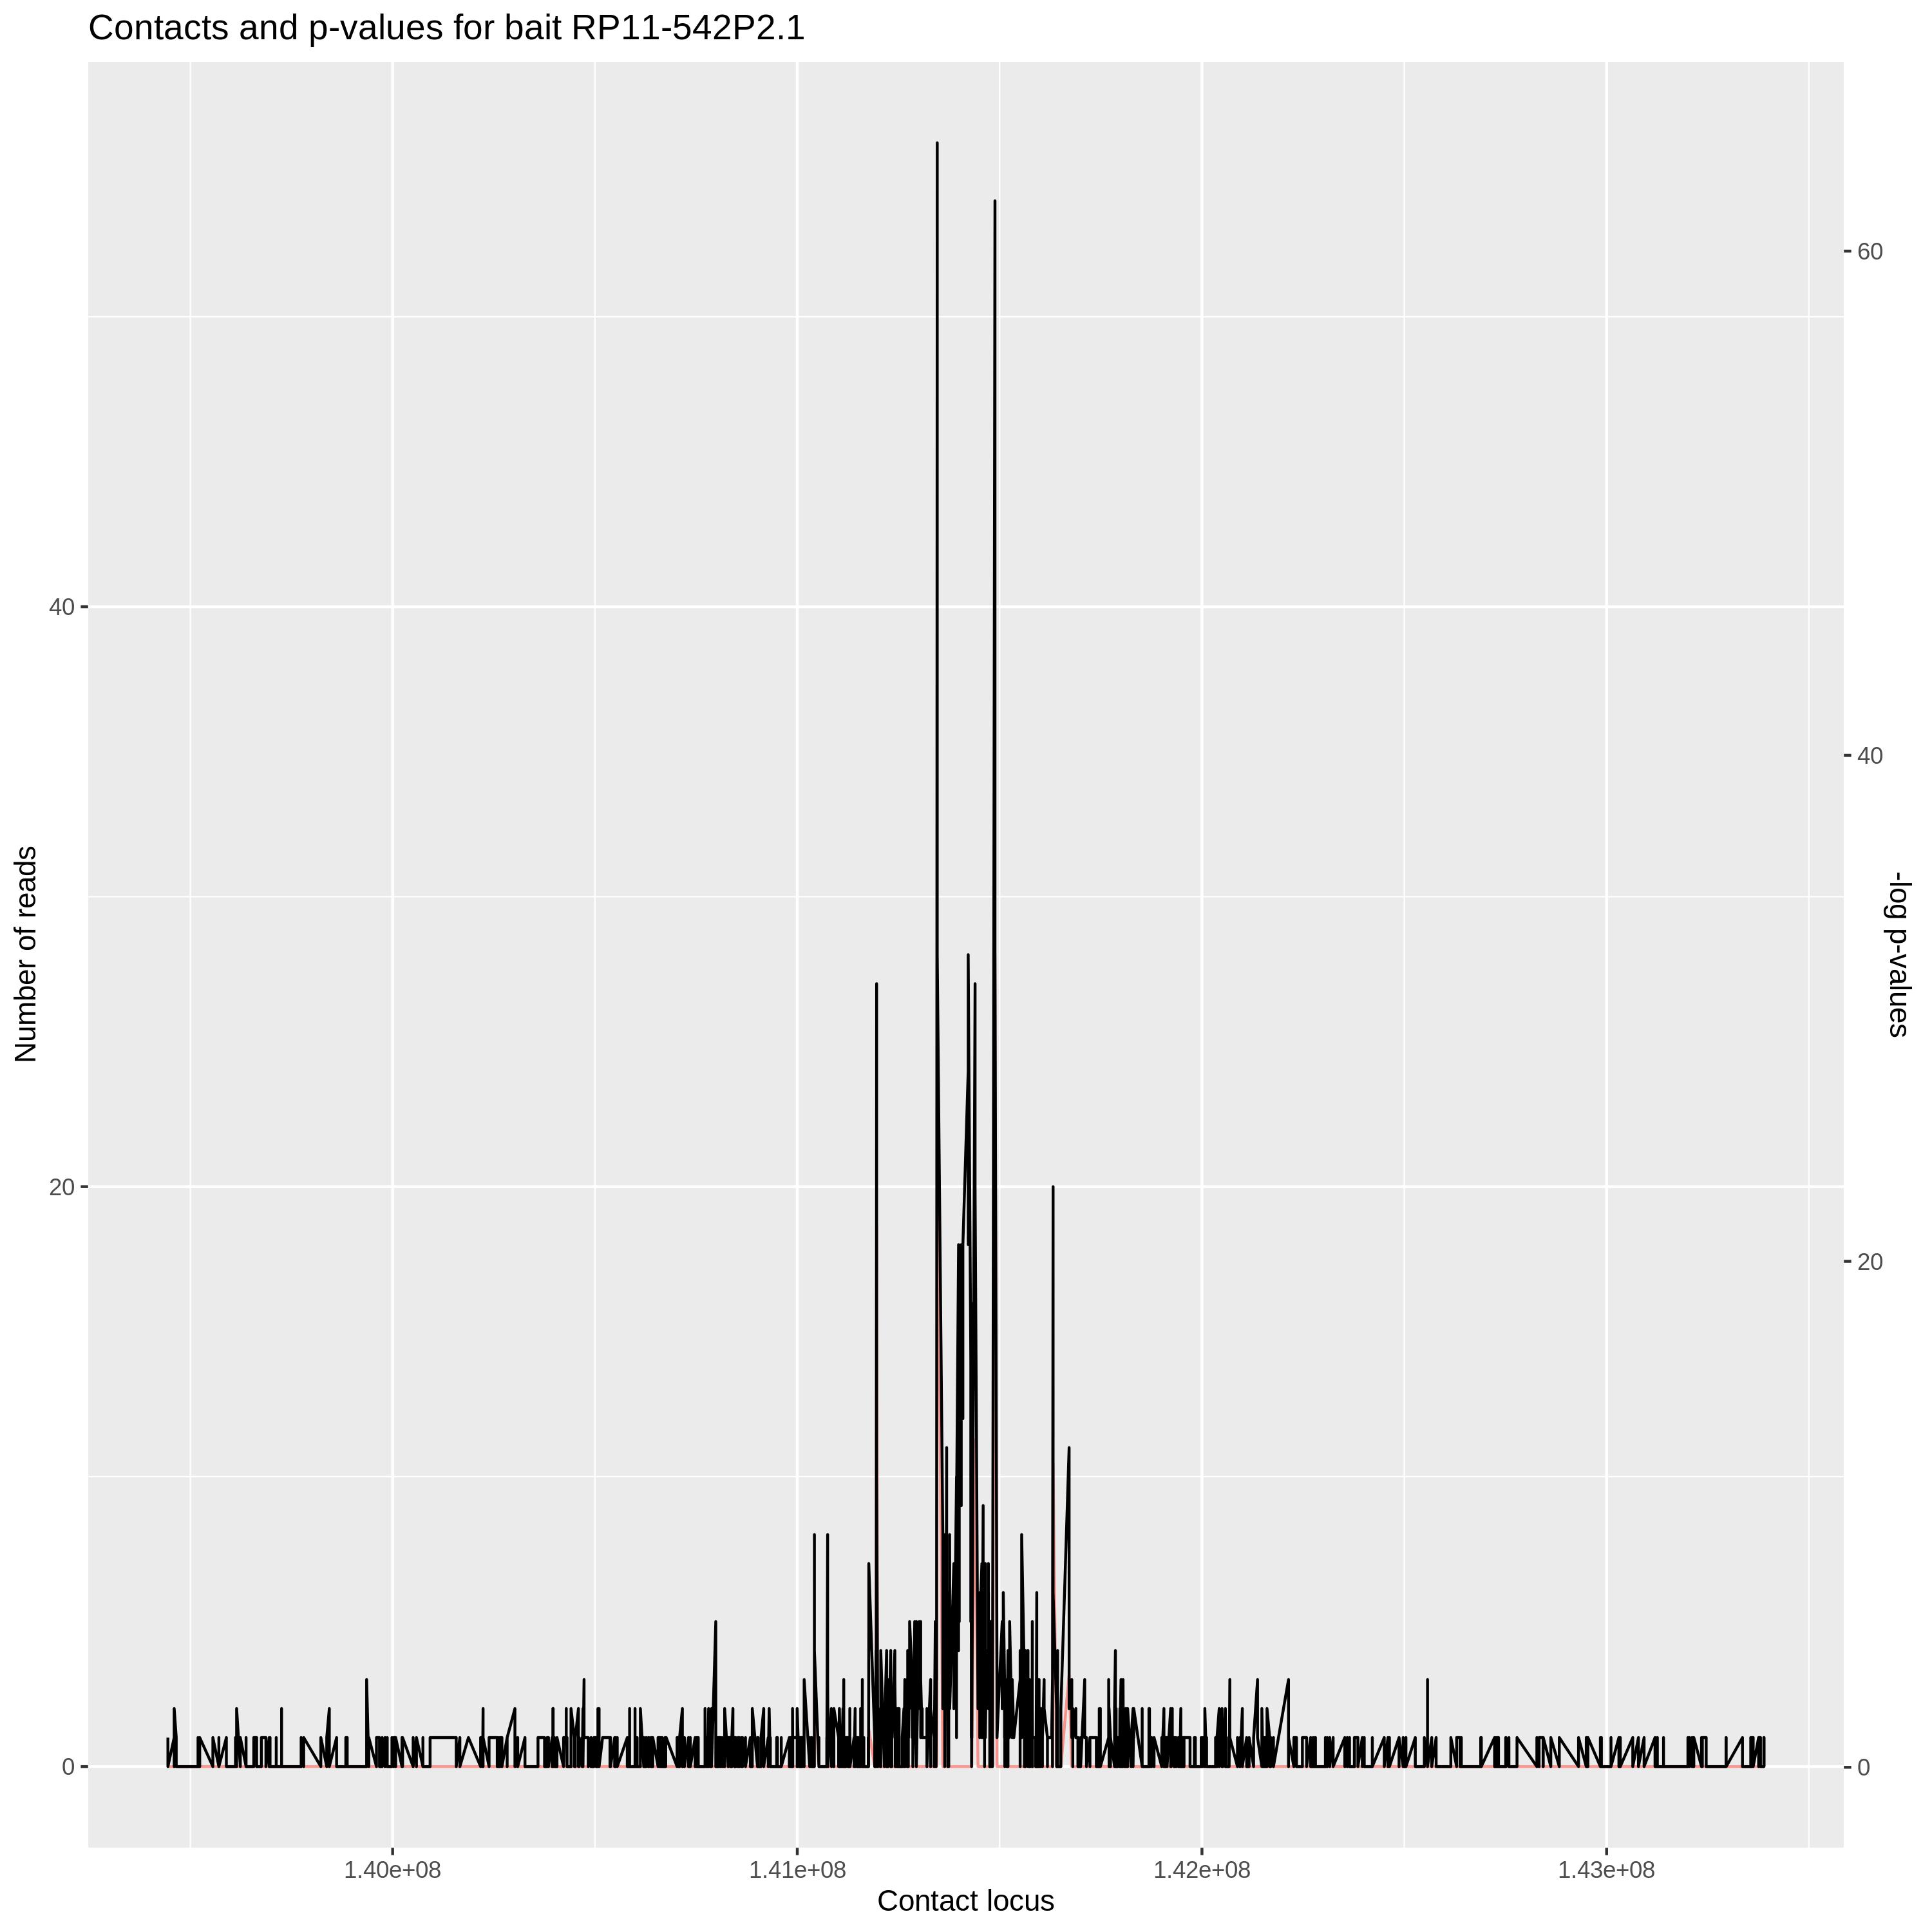 Contacts and p-values for bait RP11-542P2.1
60
40
40
20
20
0
0
Number of reads
-log p-values
1.40e+08 1.41e+08 1.42e+08 1.43e+08
Contact locus